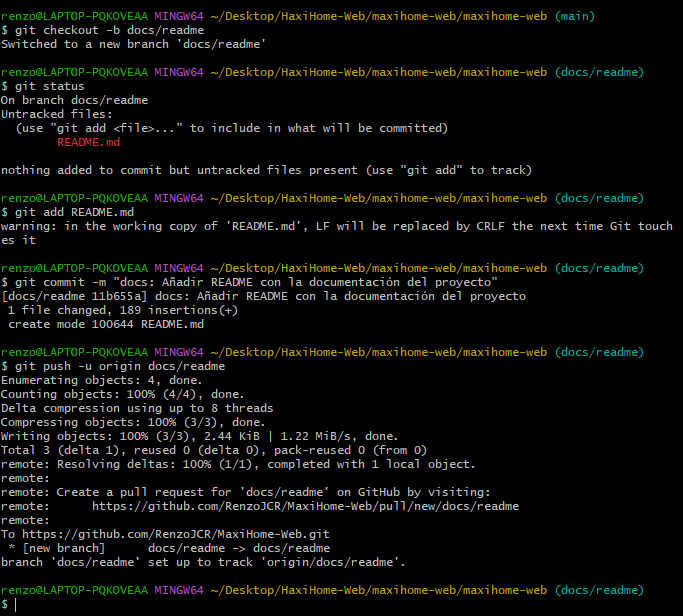 renzo@LAPTOP-PQKOVEAA MINGW64 ~/Desktop/HaxiHome-Web/maxihome-web/maxihome-web (main)
$ git checkout -b docs/readme
Switched to a new branch 'docs/readme'
renzo@LAPTOP-PQKOVEAA MINGW64 ~/Desktop/HaxiHome-Web/maxihome-web/maxihome-web (docs/readme)
$ git status
On branch docs/readme
Untracked files:
  (use "git add <file>..." to include in what will be committed)
        README.md
nothing added to commit but untracked files present (use "git add" to track)
renzo@LAPTOP-PQKOVEAA MINGW64 ~/Desktop/HaxiHome-Web/maxihome-web/maxihome-web (docs/readme)
$ git add README.md
warning: in the working copy of 'README.md', LF will be replaced by CRLF the next time Git touch
es it
renzo@LAPTOP-PQKOVEAA MINGW64 ~/Desktop/HaxiHome-Web/maxihome-web/maxihome-web (docs/readme)
$ git commit -m "docs: Añadir README con la documentación del proyecto"
[docs/readme 11b655a] docs: Añadir README con la documentación del proyecto
 1 file changed, 189 insertions(+)
 create mode 100644 README.md
renzo@LAPTOP-PQKOVEAA MINGW64 ~/Desktop/HaxiHome-Web/maxihome-web/maxihome-web (docs/readme)
$ git push -u origin docs/readme
Enumerating objects: 4, done.
Counting objects: 100% (4/4), done.
Delta compression using up to 8 threads
Compressing objects: 100% (3/3), done.
Writing objects: 100% (3/3), 2.44 KiB | 1.22 MiB/s, done.
Total 3 (delta 1), reused 0 (delta 0), pack-reused 0 (from 0)
remote: Resolving deltas: 100% (1/1), completed with 1 local object.
remote:
remote: Create a pull request for 'docs/readme' on GitHub by visiting:
remote:      https://github.com/RenzoJCR/MaxiHome-Web/pull/new/docs/readme
remote:
To https://github.com/RenzoJCR/MaxiHome-Web.git
 * [new branch]      docs/readme -> docs/readme
branch 'docs/readme' set up to track 'origin/docs/readme'.
renzo@LAPTOP-PQKOVEAA MINGW64 ~/Desktop/HaxiHome-Web/maxihome-web/maxihome-web (docs/readme)
$